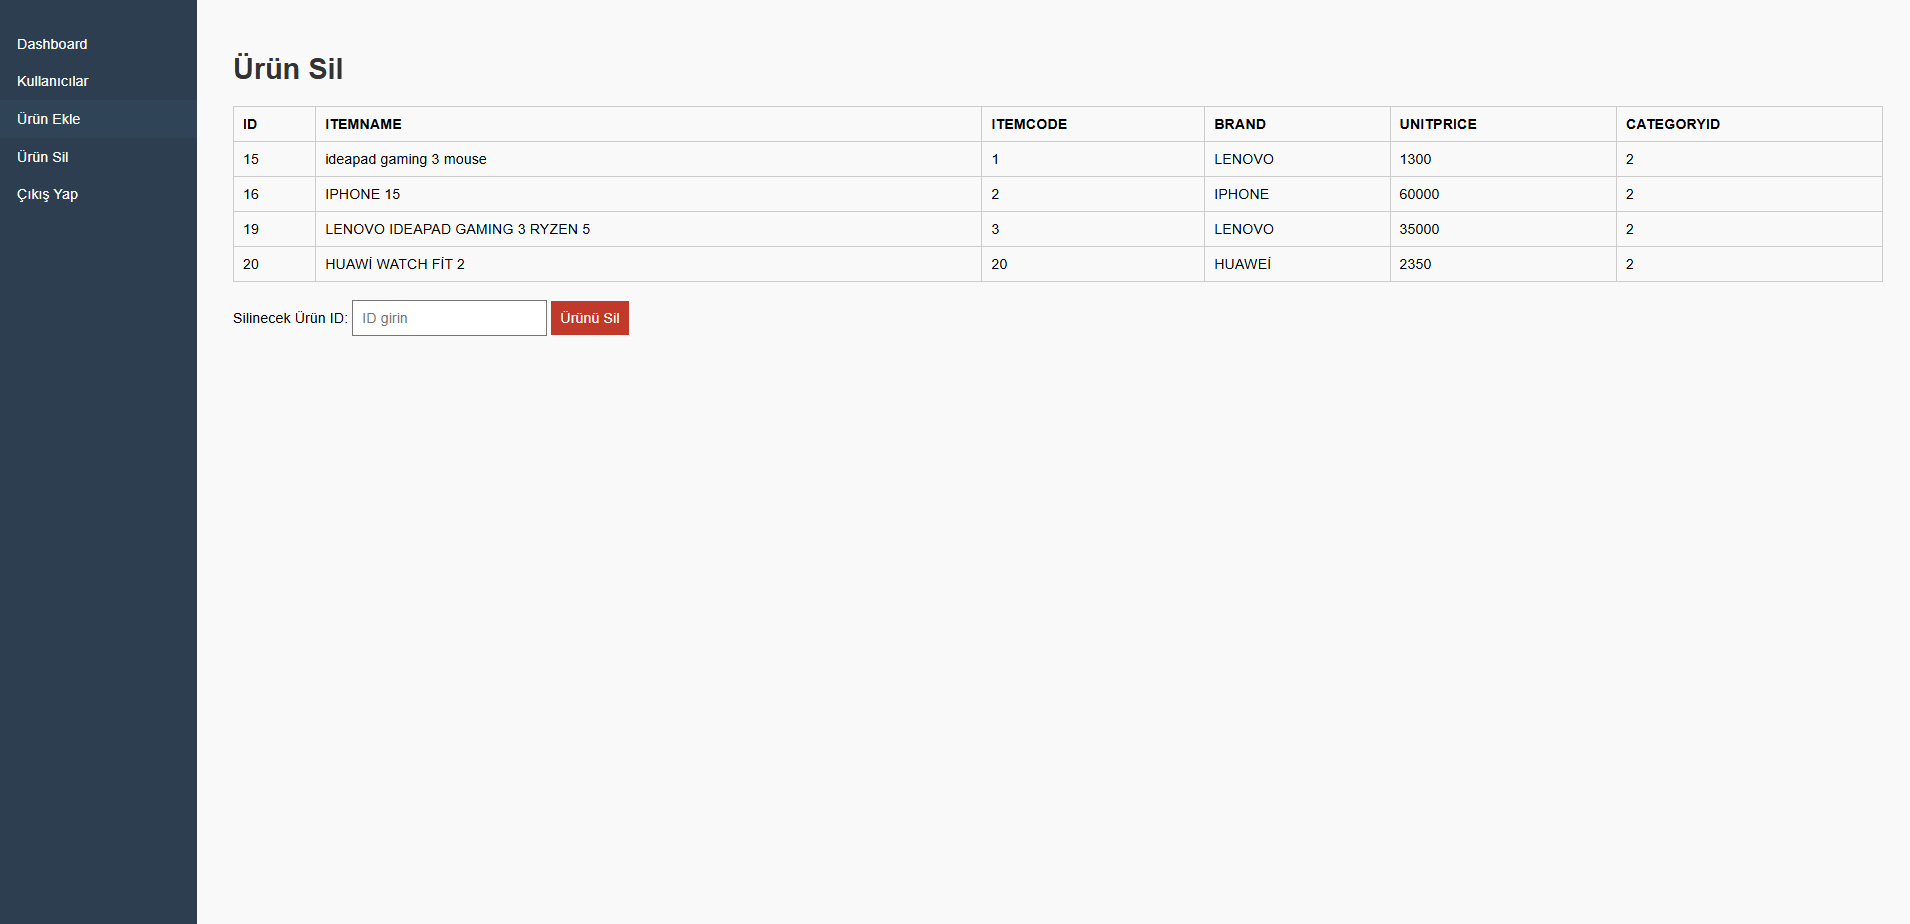 Dashboard
Kullanıcılar
Ürün Ekle
Ürün Sil
Çıkış Yap
Ürün Sil
ID ITEMNAME ITEMCODE BRAND UNITPRICE CATEGORYID
15 ideapad gaming 3 mouse 1 LENOVO 1300 2
16 IPHONE 15 2 IPHONE 60000 2
19 LENOVO IDEAPAD GAMING 3 RYZEN 5 3 LENOVO 35000 2
20 HUAWİ WATCH FİT 2 20 HUAWEİ 2350 2
Silinecek Ürün ID: ID girin Ürünü Sil